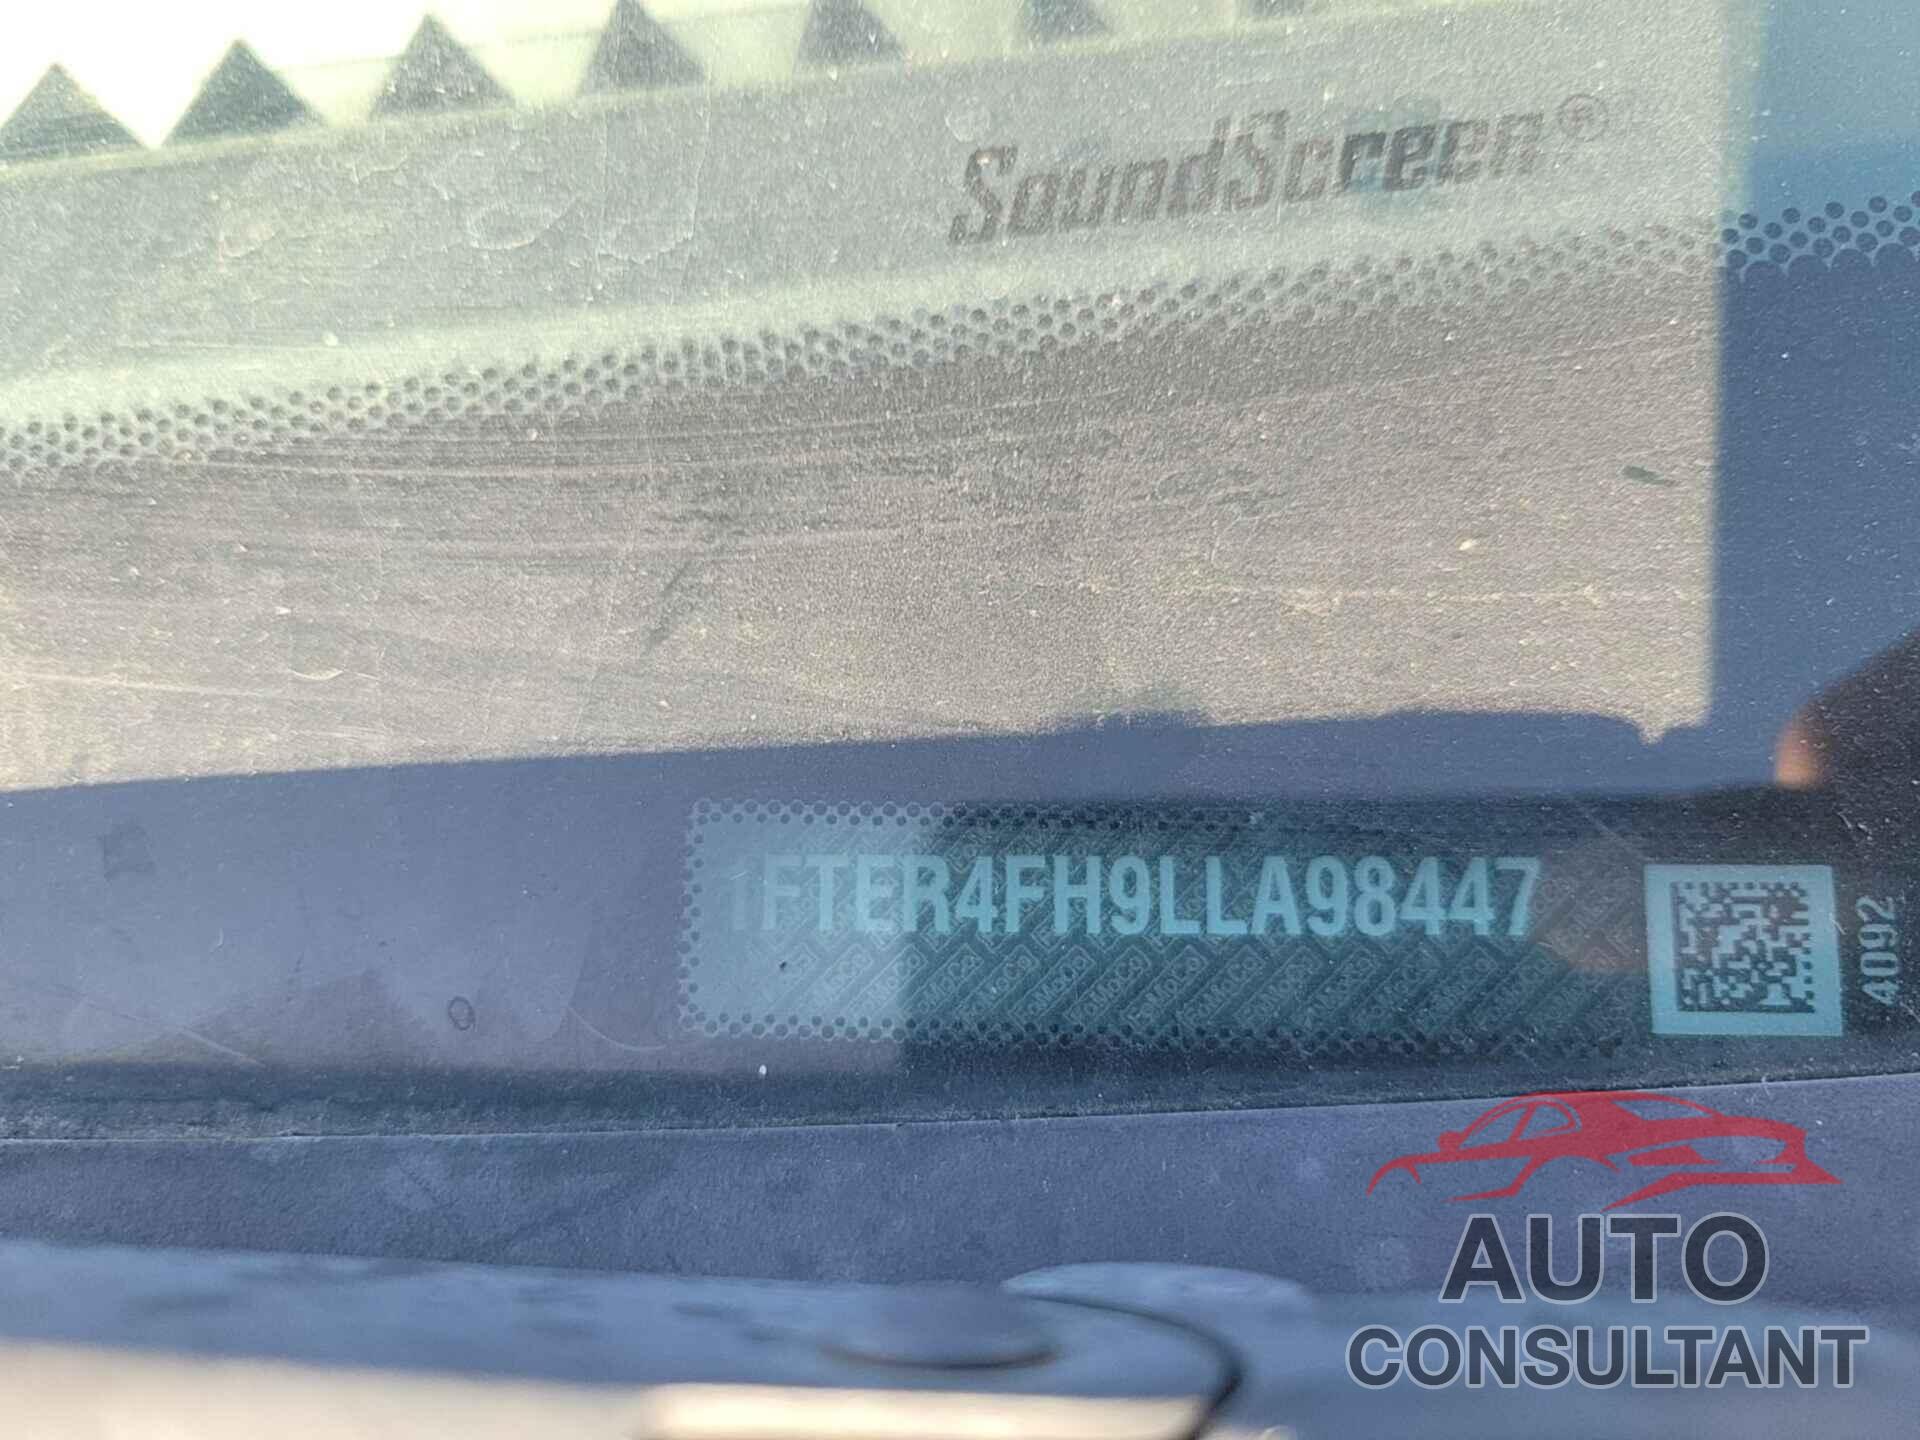 SoundScreen®
1FTER4FH9LLA98447
4092
AUTO
CONSULTANT